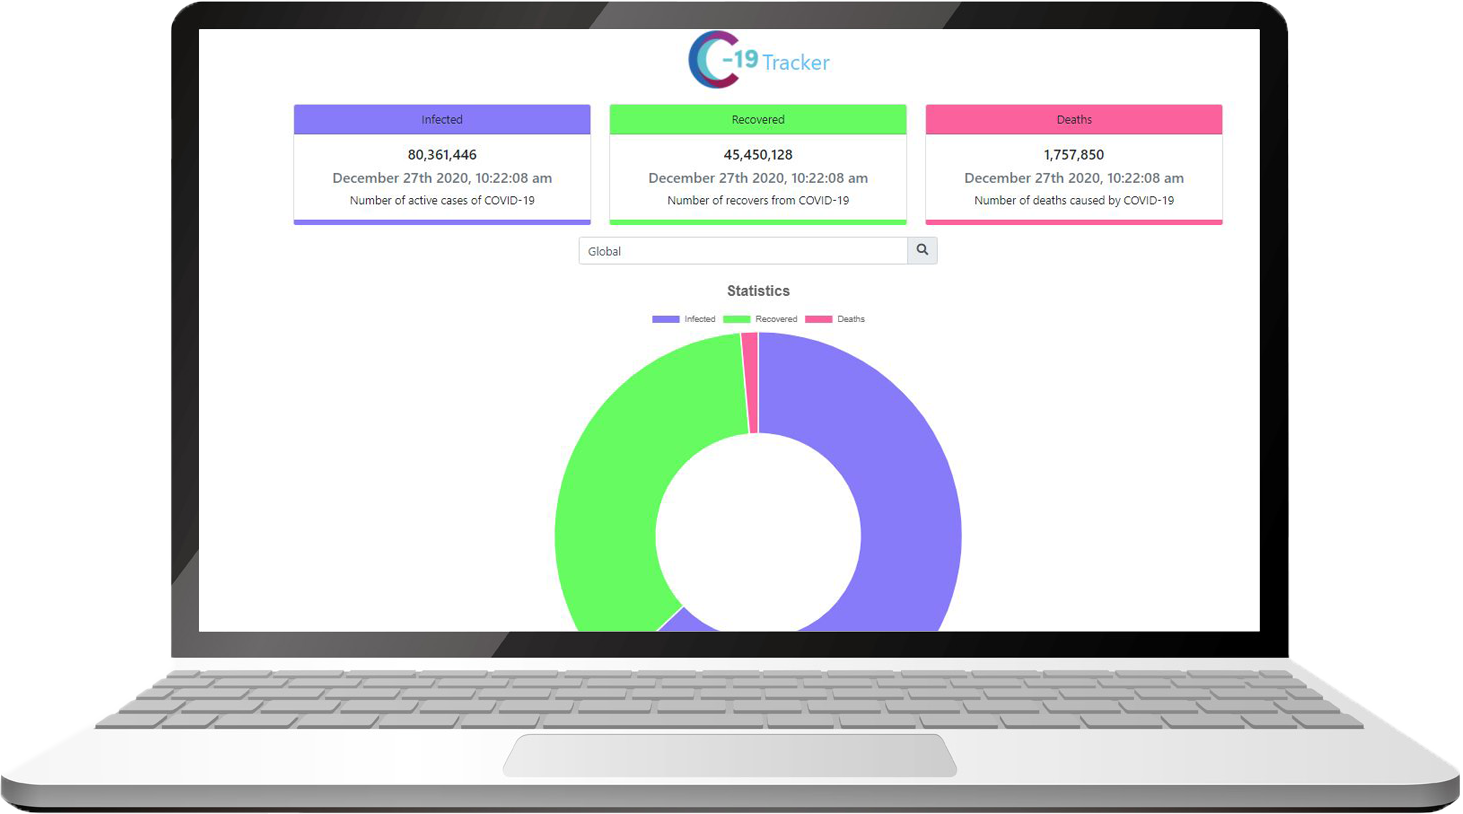 -19 Tracker
Infected
80,361,446
December 27th 2020, 10:22:08 am
Number of active cases of COVID-19
Recovered
45,450,128
December 27th 2020, 10:22:08 am
Number of recovers from COVID-19
Deaths
1,757,850
December 27th 2020, 10:22:08 am
Number of deaths caused by COVID-19
Global
Statistics
Infected Recovered Deaths